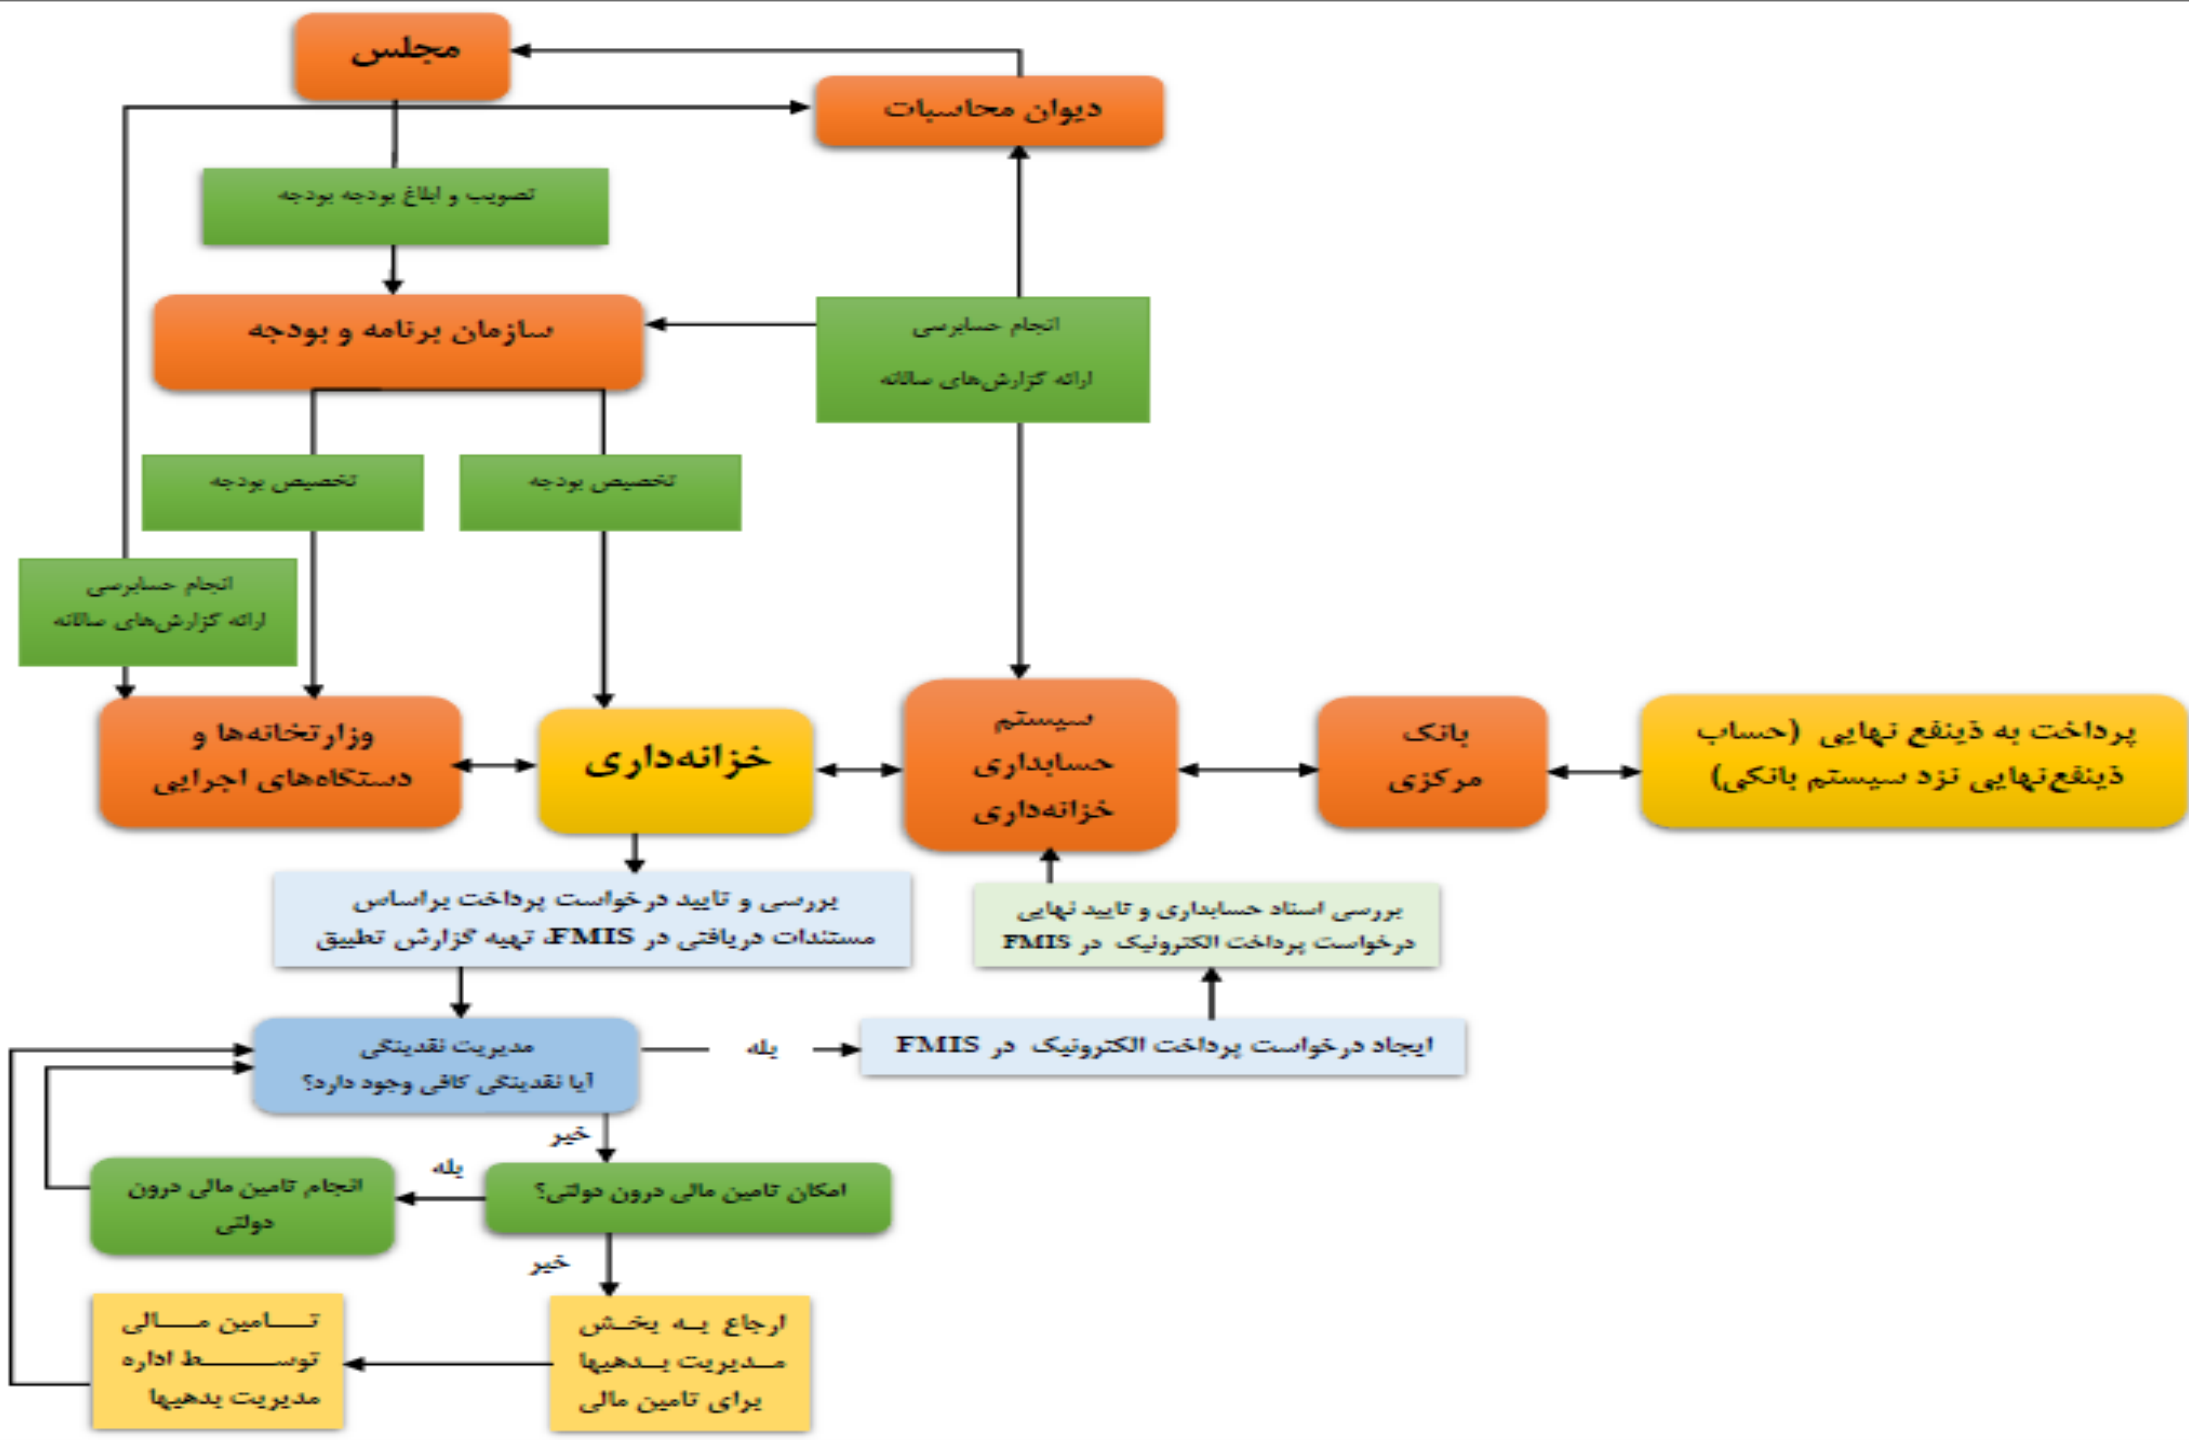 مجلس
دیوان محاسبات
تصویب و ابلاغ بودجه بودجه
سازمان برنامه و بودجه
انجام حسابرسی
ارائه گزارش‌های سالانه
تخصیص بودجه
تخصیص بودجه
انجام حسابرسی
ارائه گزارش‌های سالانه
وزارتخانه‌ها و
دستگاه‌های اجرایی
خزانه‌داری
سیستم
حسابداری
خزانه‌داری
بانک
مرکزی
پرداخت به ذینفع نهایی (حساب
ذینفع‌نهایی نزد سیستم بانکی)
بررسی و تایید درخواست پرداخت براساس
مستندات دریافتی در FMIS، تهیه گزارش تطبیق
بررسی اسناد حسابداری و تایید نهایی
درخواست پرداخت الکترونیک در FMIS
مدیریت نقدینگی
آیا نقدینگی کافی وجود دارد؟
بله
ایجاد درخواست پرداخت الکترونیک در FMIS
خیر
امکان تامین مالی درون دولتی؟
بله
انجام تامین مالی درون
دولتی
خیر
ارجاع به بخش
مدیریت بدهیها
برای تامین مالی
تامین مالی
توسط اداره
مدیریت بدهیها